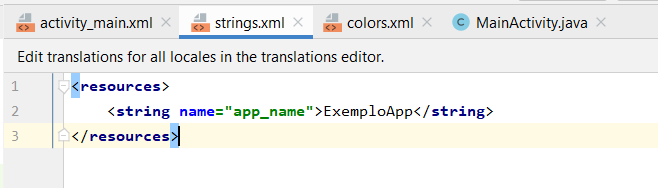 activity_main.xml strings.xml colors.xml MainActivity.java
Edit translations for all locales in the translations editor.
1 <resources>
2 <string name="app_name">ExemploApp</string>
3 </resources>